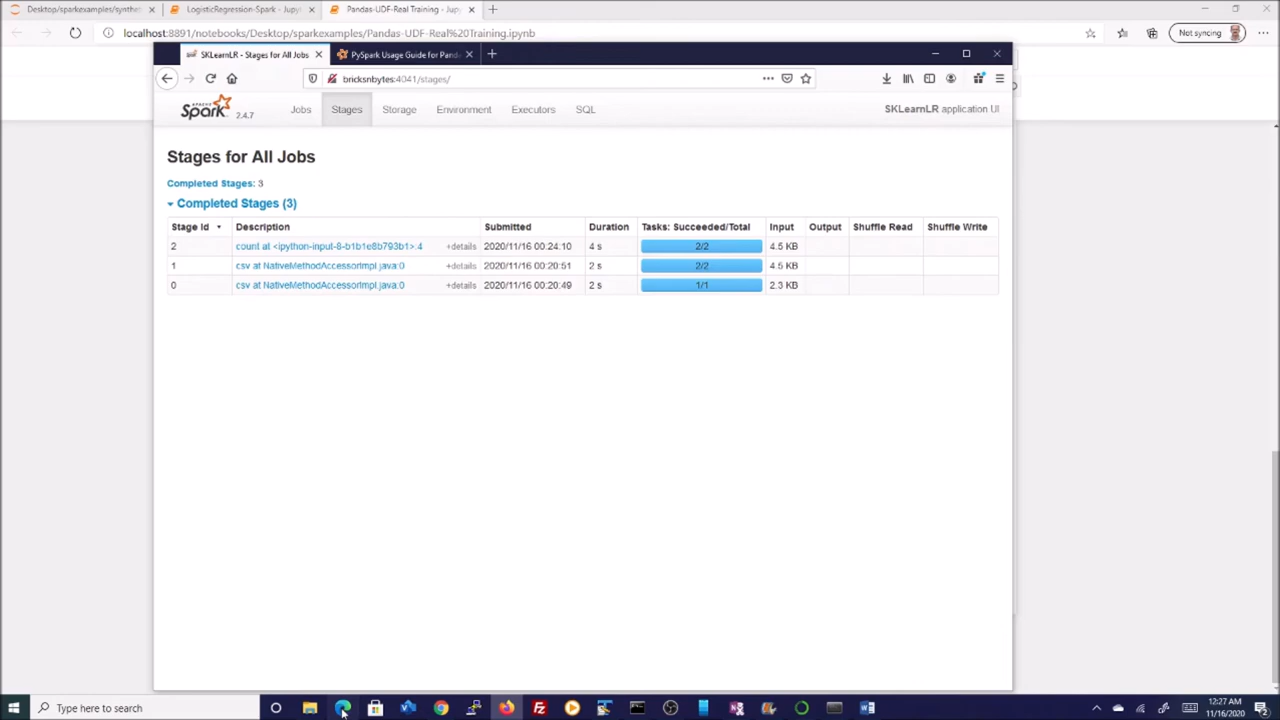 Desktop/sparkexamples/synthe
LogisticRegression-Spark - Jupyt
Pandas-UDF-Real Training - Jup
localhost:8891/notebooks/Desktop/sparkexamples/Pandas-UDF-Real%20Training.ipynb
Not syncing
SKLearnLR - Stages for All Jobs
PySpark Usage Guide for Panda
bricksnbytes:4041/stages/
APACHE Spark 2.4.7
Jobs
Stages
Storage
Environment
Executors
SQL
SKLearnLR application UI
Stages for All Jobs
Completed Stages: 3
Completed Stages (3)
Stage Id Description Submitted Duration Tasks: Succeeded/Total Input Output Shuffle Read Shuffle Write
2 count at <ipython-input-8-b1b1e8b793b1>:4 +details 2020/11/16 00:24:10 4 s 2/2 4.5 KB
1 csv at NativeMethodAccessorImpl.java:0 +details 2020/11/16 00:20:51 2 s 2/2 4.5 KB
0 csv at NativeMethodAccessorImpl.java:0 +details 2020/11/16 00:20:49 2 s 1/1 2.3 KB
Type here to search
12:27 AM
11/16/2020
2